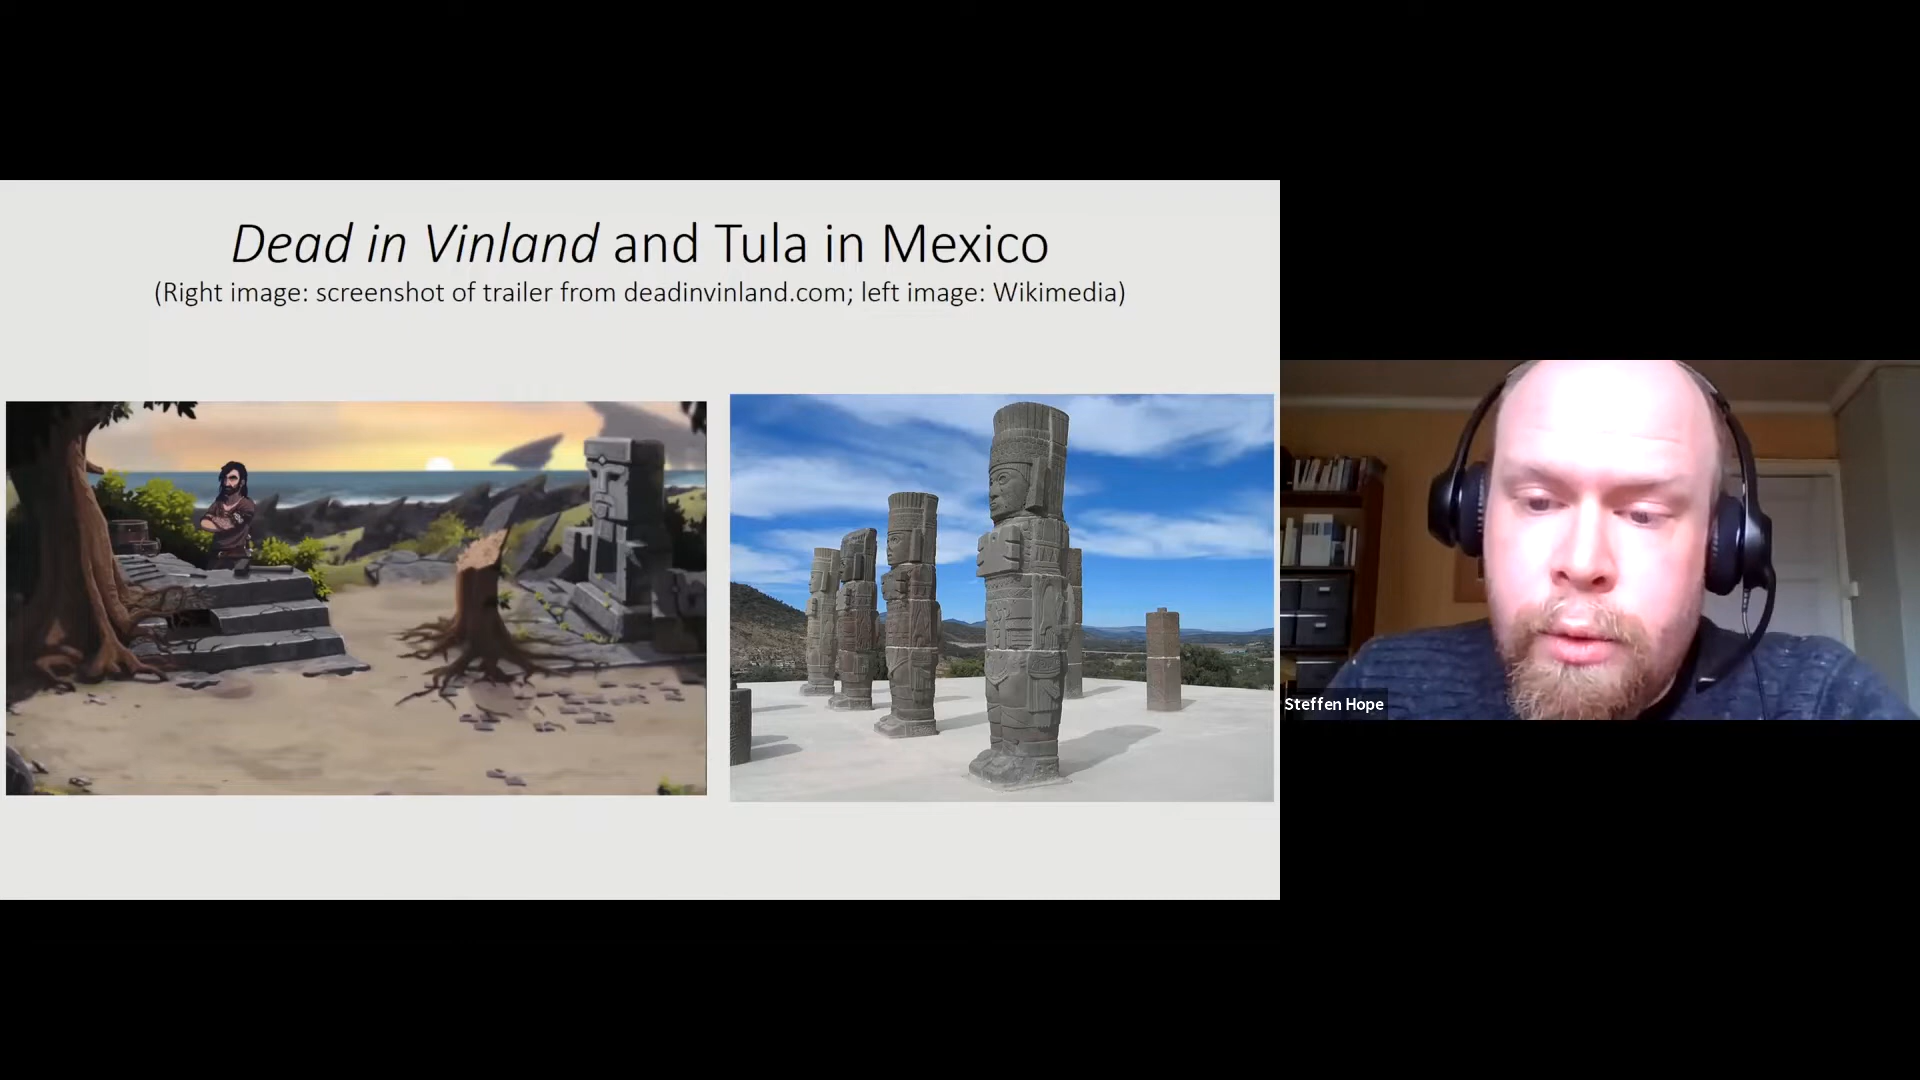 Dead in Vinland and Tula in Mexico
(Right image: screenshot of trailer from deadinvinland.com; left image: Wikimedia)
Steffen Hope